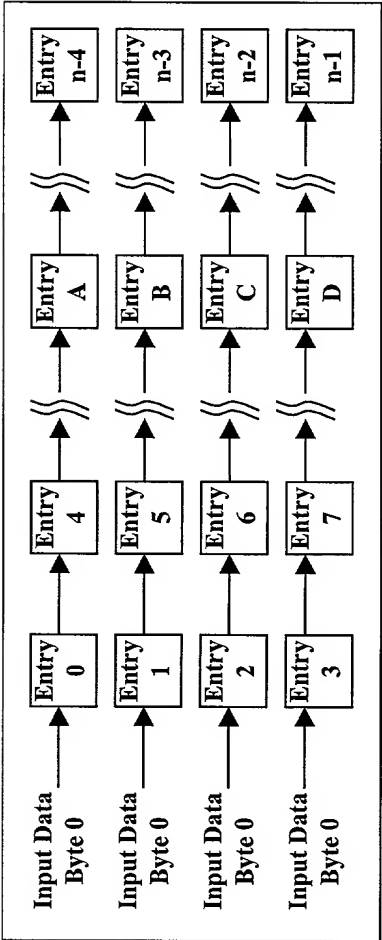 Input Data
Byte 0
Entry
0
Entry
4
Entry
A
Entry
n-4
Input Data
Byte 0
Entry
1
Entry
5
Entry
B
Entry
n-3
Input Data
Byte 0
Entry
2
Entry
6
Entry
C
Entry
n-2
Input Data
Byte 0
Entry
3
Entry
7
Entry
D
Entry
n-1